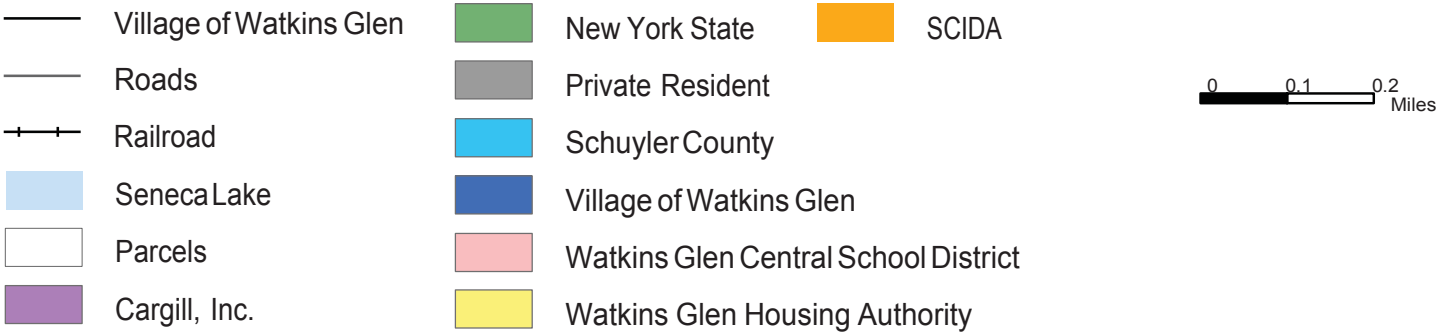 Village of Watkins Glen
Roads
Railroad
Seneca Lake
Parcels
Cargill, Inc.
New York State
Private Resident
Schuyler County
Village of Watkins Glen
Watkins Glen Central School District
Watkins Glen Housing Authority
SCIDA
0 0.1 0.2
Miles